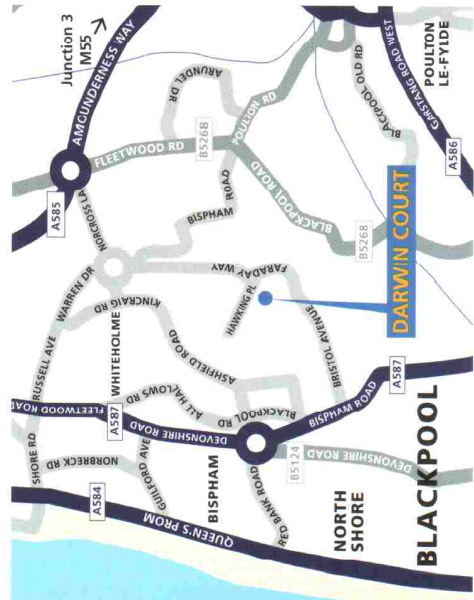 Junction 3
M55
AMOUNDERNESS WAY
ARUNDEL DR
POULTON RD
BLACKPOOL OLD RD
GARSTANG ROAD WEST
POULTON
LE-FYLDE
A586
A585
FLEETWOOD RD
B5268
NORCROSS LA
BISPHAM
ROAD
BLACKPOOL ROAD
B5268
RUSSELL AVE
WARREN DR
KINCRAIG RD
FARADAY WAY
HAWKING PL
DARWIN COURT
WHITEHOLME
ASHFIELD ROAD
BRISTOL AVENUE
FLEETWOOD ROAD
A587
ALL HALLOWS RD
BLACKPOOL RD
BISPHAM ROAD
A587
SHORE RD
NORBRECK RD
GUILFORD AVE
DEVONSHIRE ROAD
BISPHAM
B5124
DEVONSHIRE ROAD
A584
QUEEN'S PROM
RED BANK ROAD
NORTH
SHORE
BLACKPOOL